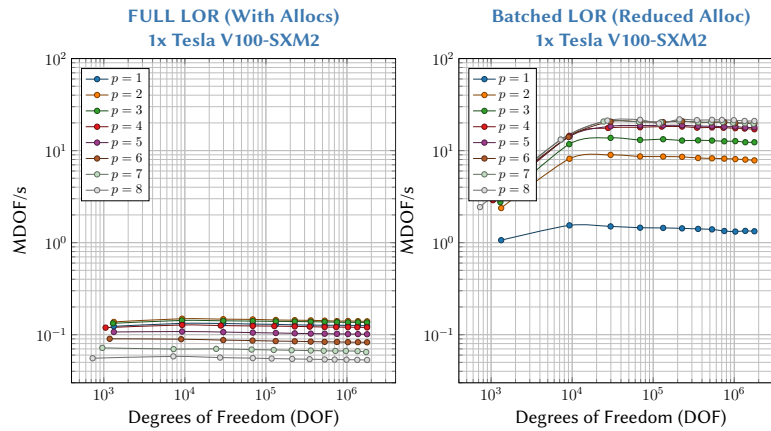 FULL LOR (With Allocs)
1x Tesla V100-SXM2
10²
10¹
10⁰
10⁻¹
MDOF/s
p = 1
p = 2
p = 3
p = 4
p = 5
p = 6
p = 7
p = 8
10³ 10⁴ 10⁵ 10⁶
Degrees of Freedom (DOF)
Batched LOR (Reduced Alloc)
1x Tesla V100-SXM2
10²
10¹
10⁰
10⁻¹
MDOF/s
p = 1
p = 2
p = 3
p = 4
p = 5
p = 6
p = 7
p = 8
10³ 10⁴ 10⁵ 10⁶
Degrees of Freedom (DOF)